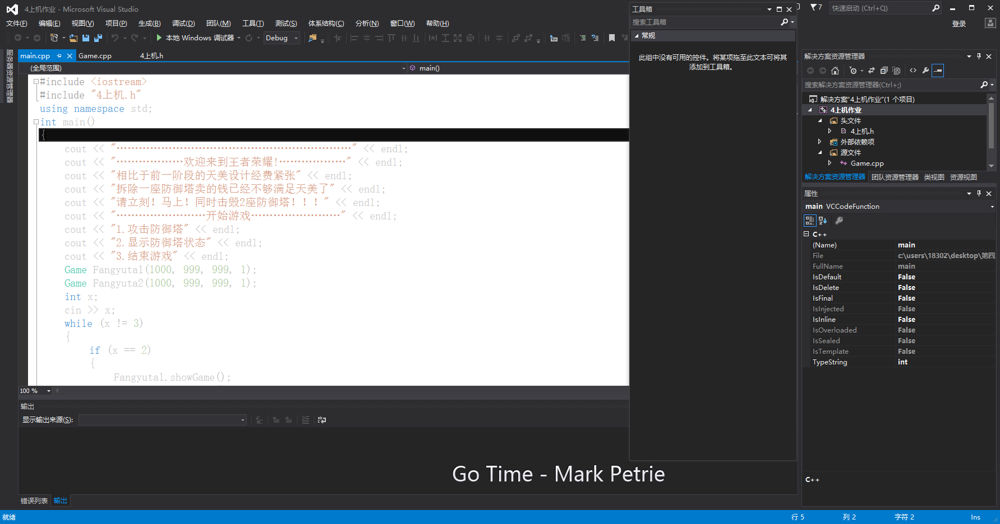 4上机作业 - Microsoft Visual Studio
7
快速启动 (Ctrl+Q)
文件(F) 编辑(E) 视图(V) 项目(P) 生成(B) 调试(D) 团队(M) 工具(T) 测试(S) 体系结构(C) 分析(N) 窗口(W) 帮助(H)
登录
本地 Windows 调试器
Debug
服务器资源管理器
main.cpp
Game.cpp
4上机.h
(全局范围)
main()
#include <iostream>
#include "4上机.h"
using namespace std;
int main()
{
cout << "…………………………………………………………" << endl;
cout << "………………欢迎来到王者荣耀!………………" << endl;
cout << "相比于前一阶段的天美设计经费紧张" << endl;
cout << "拆除一座防御塔卖的钱已经不够满足天美了" << endl;
cout << "请立刻! 马上! 同时击毁2座防御塔! ! ! " << endl;
cout << "……………………开始游戏……………………" << endl;
cout << "1.攻击防御塔" << endl;
cout << "2.显示防御塔状态" << endl;
cout << "3.结束游戏" << endl;
Game Fangyuta1(1000, 999, 999, 1);
Game Fangyuta2(1000, 999, 999, 1);
int x;
cin >> x;
while (x != 3)
{
if (x == 2)
{
Fangyuta1.showGame();
100 %
输出
显示输出来源(S):
错误列表
输出
工具箱
搜索工具箱
常规
此组中没有可用的控件。将某项拖至此文本可将其
添加到工具箱。
解决方案资源管理器
搜索解决方案资源管理器(Ctrl+;)
解决方案"4上机作业"(1 个项目)
4上机作业
头文件
4上机.h
外部依赖项
源文件
Game.cpp
解决方案资源管理器 团队资源管理器 类视图 资源视图
属性
main VCCodeFunction
C++
(Name) main
File c:\users\18302\desktop\第四
FullName main
IsDefault False
IsDelete False
IsFinal False
IsInjected False
IsInline False
IsOverloaded False
IsSealed False
IsTemplate False
TypeString int
C++
Go Time - Mark Petrie
就绪
行 5
列 2
字符 2
Ins